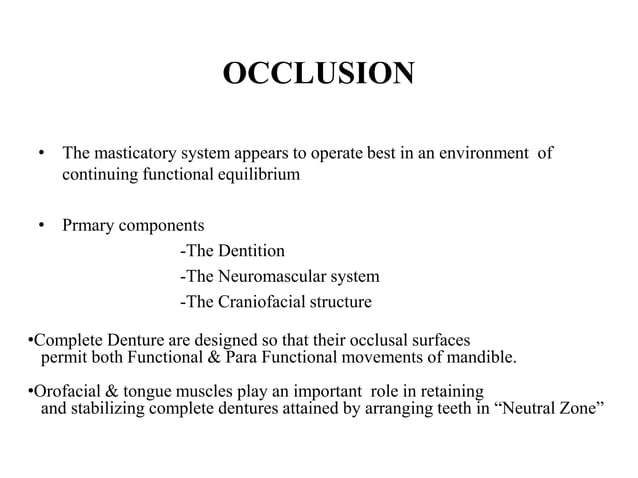 OCCLUSION
• The masticatory system appears to operate best in an environment of
continuing functional equilibrium
• Prmary components
-The Dentition
-The Neuromascular system
-The Craniofacial structure
•Complete Denture are designed so that their occlusal surfaces
permit both Functional & Para Functional movements of mandible.
•Orofacial & tongue muscles play an important role in retaining
and stabilizing complete dentures attained by arranging teeth in “Neutral Zone”